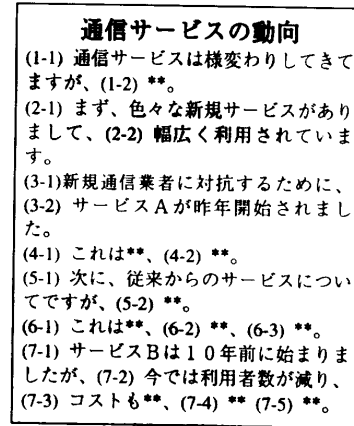 通信サービスの動向
(1-1) 通信サービスは様変わりしてきて
ますが、(1-2) **。
(2-1) まず、色々な新規サービスがあり
まして、(2-2) 幅広く利用されていま
す。
(3-1)新規通信業者に対抗するために、
(3-2) サービスAが昨年開始されまし
た。
(4-1) これは**、(4-2) **。
(5-1) 次に、従来からのサービスについ
てですが、(5-2) **。
(6-1) これは**、(6-2) **、(6-3) **。
(7-1) サービスBは１０年前に始まりま
したが、(7-2) 今では利用者数が減り、
(7-3) コストも**、(7-4) ** (7-5) **。